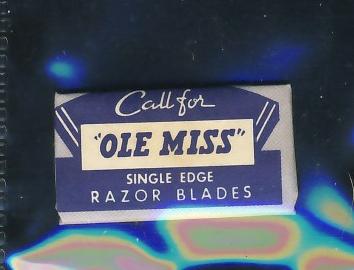 Call for
"OLE MISS"
SINGLE EDGE
RAZOR BLADES